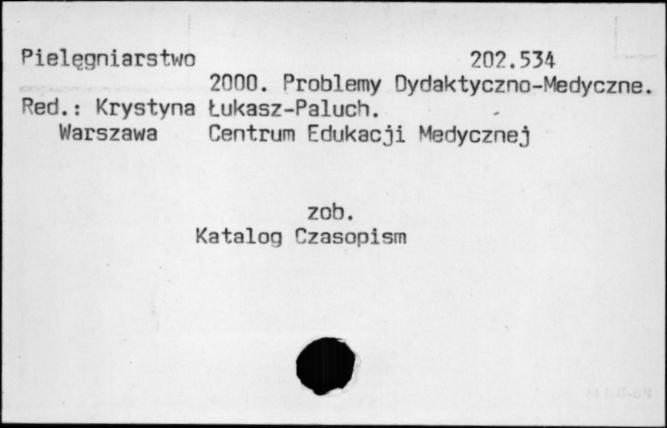 Pielęgniarstwo 202.534
2000. Problemy Dydaktyczno-Medyczne.
Red.: Krystyna Łukasz-Paluch.
Warszawa Centrum Edukacji Medycznej
zob.
Katalog Czasopism